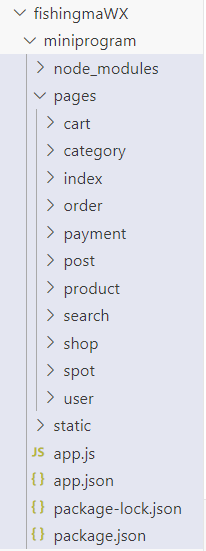 fishingmaWX
miniprogram
node_modules
pages
cart
category
index
order
payment
post
product
search
shop
spot
user
static
JS app.js
{} app.json
{} package-lock.json
{} package.json